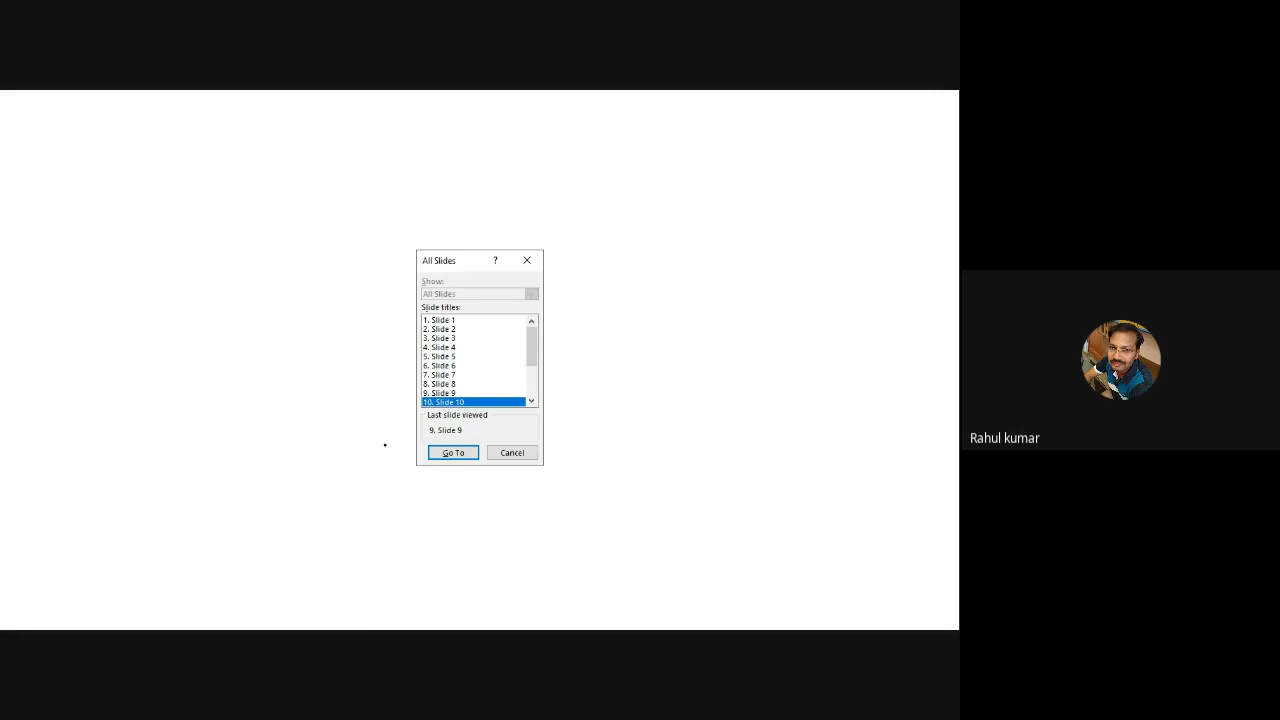 All Slides ?
Show:
All Slides
Slide titles:
1. Slide 1
2. Slide 2
3. Slide 3
4. Slide 4
5. Slide 5
6. Slide 6
7. Slide 7
8. Slide 8
9. Slide 9
10. Slide 10
Last slide viewed
9. Slide 9
Go To Cancel
Rahul kumar